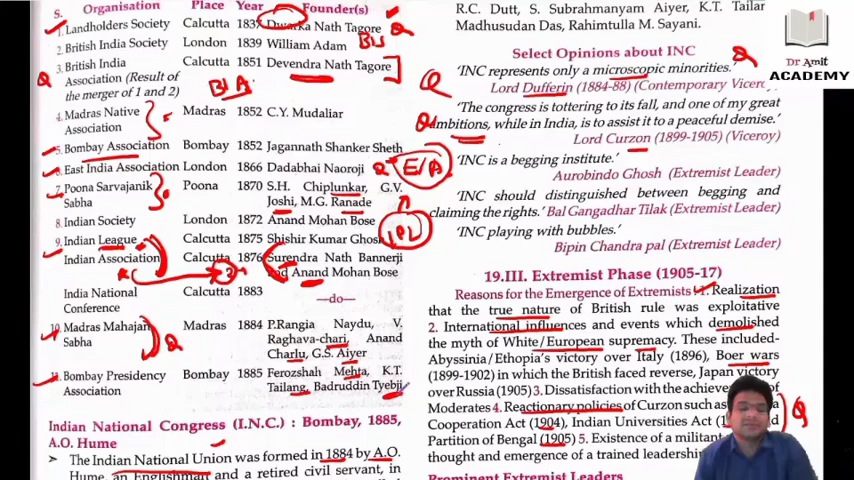 S. Organisation Place Year Founder(s)
1. Landholders Society Calcutta 1837 Dwarka Nath Tagore
2. British India Society London 1839 William Adam
3. British India Calcutta 1851 Devendra Nath Tagore
Association (Result of
the merger of 1 and 2)
4. Madras Native Madras 1852 C.Y. Mudaliar
Association
5. Bombay Association Bombay 1852 Jagannath Shanker Sheth
6. East India Association London 1866 Dadabhai Naoroji
7. Poona Sarvajanik Poona 1870 S.H. Chiplunkar, G.V.
Sabha Joshi, M.G. Ranade
8. Indian Society London 1872 Anand Mohan Bose
9. Indian League Calcutta 1875 Shishir Kumar Ghosh
Indian Association Calcutta 1876 Surendra Nath Bannerji
and Anand Mohan Bose
India National Calcutta 1883 —do—
Conference
10. Madras Mahajan Madras 1884 P.Rangia Naydu, V.
Sabha Raghava-chari, Anand
Charlu, G.S. Aiyer
11. Bombay Presidency Bombay 1885 Ferozshah Mehta, K.T.
Association Tailang, Badruddin Tyebji
Indian National Congress (I.N.C.) : Bombay, 1885,
A.O. Hume
➢ The Indian National Union was formed in 1884 by A.O.
Hume, an Englishman and a retired civil servant, in
R.C. Dutt, S. Subrahmanyam Aiyer, K.T. Tailang
Madhusudan Das, Rahimtulla M. Sayani.
Select Opinions about INC
'INC represents only a microscopic minorities.'
Lord Dufferin (1884-88) (Contemporary Viceroy)
'The congress is tottering to its fall, and one of my great
ambitions, while in India, is to assist it to a peaceful demise.'
Lord Curzon (1899-1905) (Viceroy)
'INC is a begging institute.'
Aurobindo Ghosh (Extremist Leader)
'INC should distinguished between begging and
claiming the rights.' Bal Gangadhar Tilak (Extremist Leader)
'INC playing with bubbles.'
Bipin Chandra pal (Extremist Leader)
19.III. Extremist Phase (1905-17)
Reasons for the Emergence of Extremists 1. Realization
that the true nature of British rule was exploitative
2. International influences and events which demolished
the myth of White/European supremacy. These included-
Abyssinia/Ethopia's victory over Italy (1896), Boer wars
(1899-1902) in which the British faced reverse, Japan victory
over Russia (1905) 3. Dissatisfaction with the
Moderates 4. Reactionary policies of Curzon such as
Cooperation Act (1904), Indian Universities Act
Partition of Bengal (1905) 5. Existence of a militant
thought and emergence of a trained leadership
Prominent Extremist Leaders
Dr Amit
ACADEMY
Q
BIS
BIA
E/A